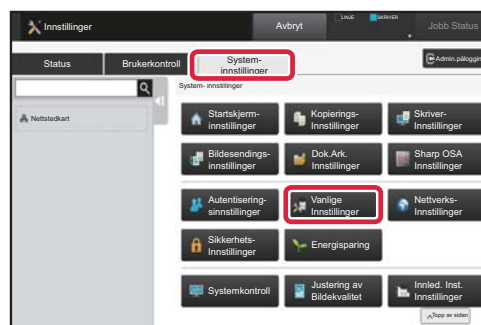 Innstillinger
Avbryt
LINJE
SKRIVER
Jobb Status
Status
Brukerkontroll
System-
innstillinger
Admin.pålogging
System- innstillinger
Nettstedkart
Startskjerm-
innstillinger
Kopierings-
Innstillinger
Skriver-
Innstillinger
Bildesendings-
innstillinger
Dok.Ark.
Innstillinger
Sharp OSA
Innstillinger
Autentisering-
sinnstillinger
Vanlige
Innstillinger
Nettverks-
Innstillinger
Sikkerhets-
Innstillinger
Energisparing
Systemkontroll
Justering av
Bildekvalitet
Innled. Inst.
Innstillinger
Topp av siden